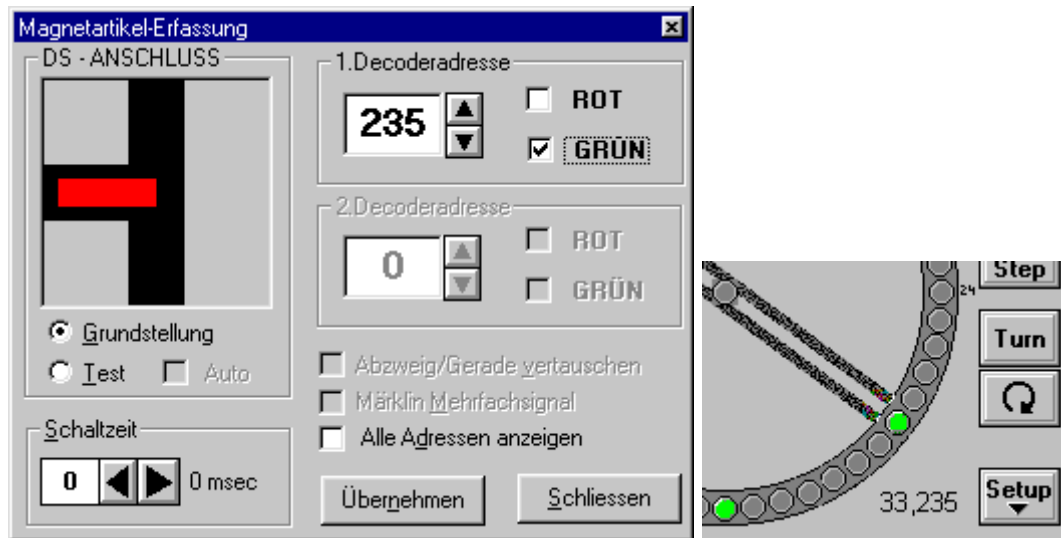 Magnetartikel-Erfassung
DS - ANSCHLUSS
Grundstellung
Test Auto
Schaltzeit
0 0 msec
1.Decoderadresse
235
ROT
GRÜN
2.Decoderadresse
0
ROT
GRÜN
Abzweig/Gerade vertauschen
Märklin Mehrfachsignal
Alle Adressen anzeigen
Übernehmen Schliessen
Step
24
Turn
33,235
Setup